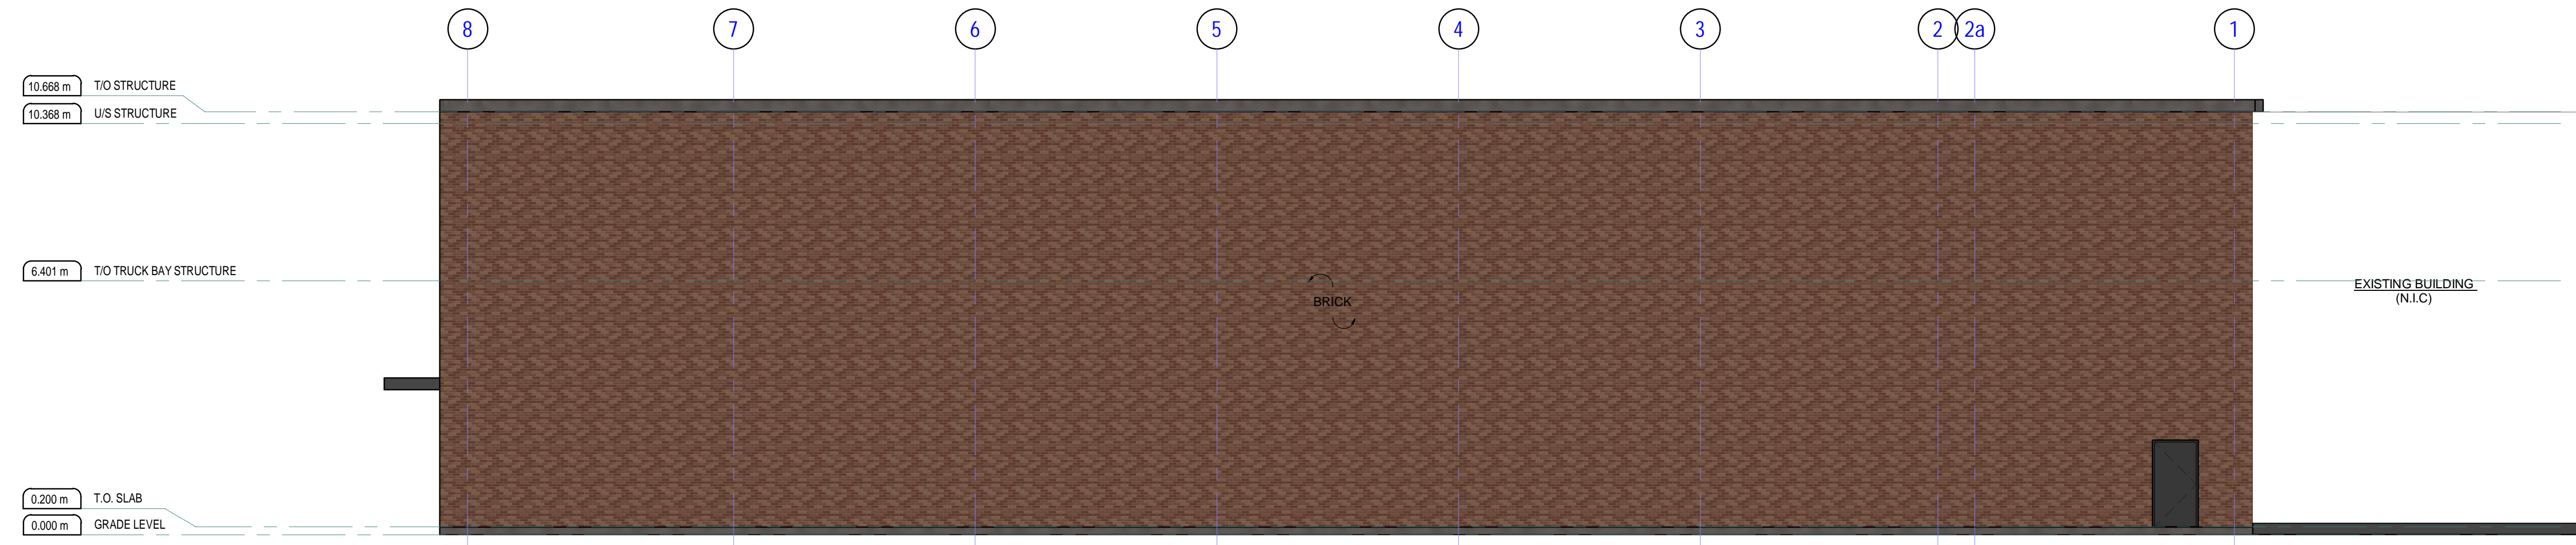 8 7 6 5 4 3 2 2a 1
10.668 m T/O STRUCTURE
10.368 m U/S STRUCTURE
6.401 m T/O TRUCK BAY STRUCTURE
EXISTING BUILDING
(N.I.C)
BRICK
0.200 m T.O. SLAB
0.000 m GRADE LEVEL